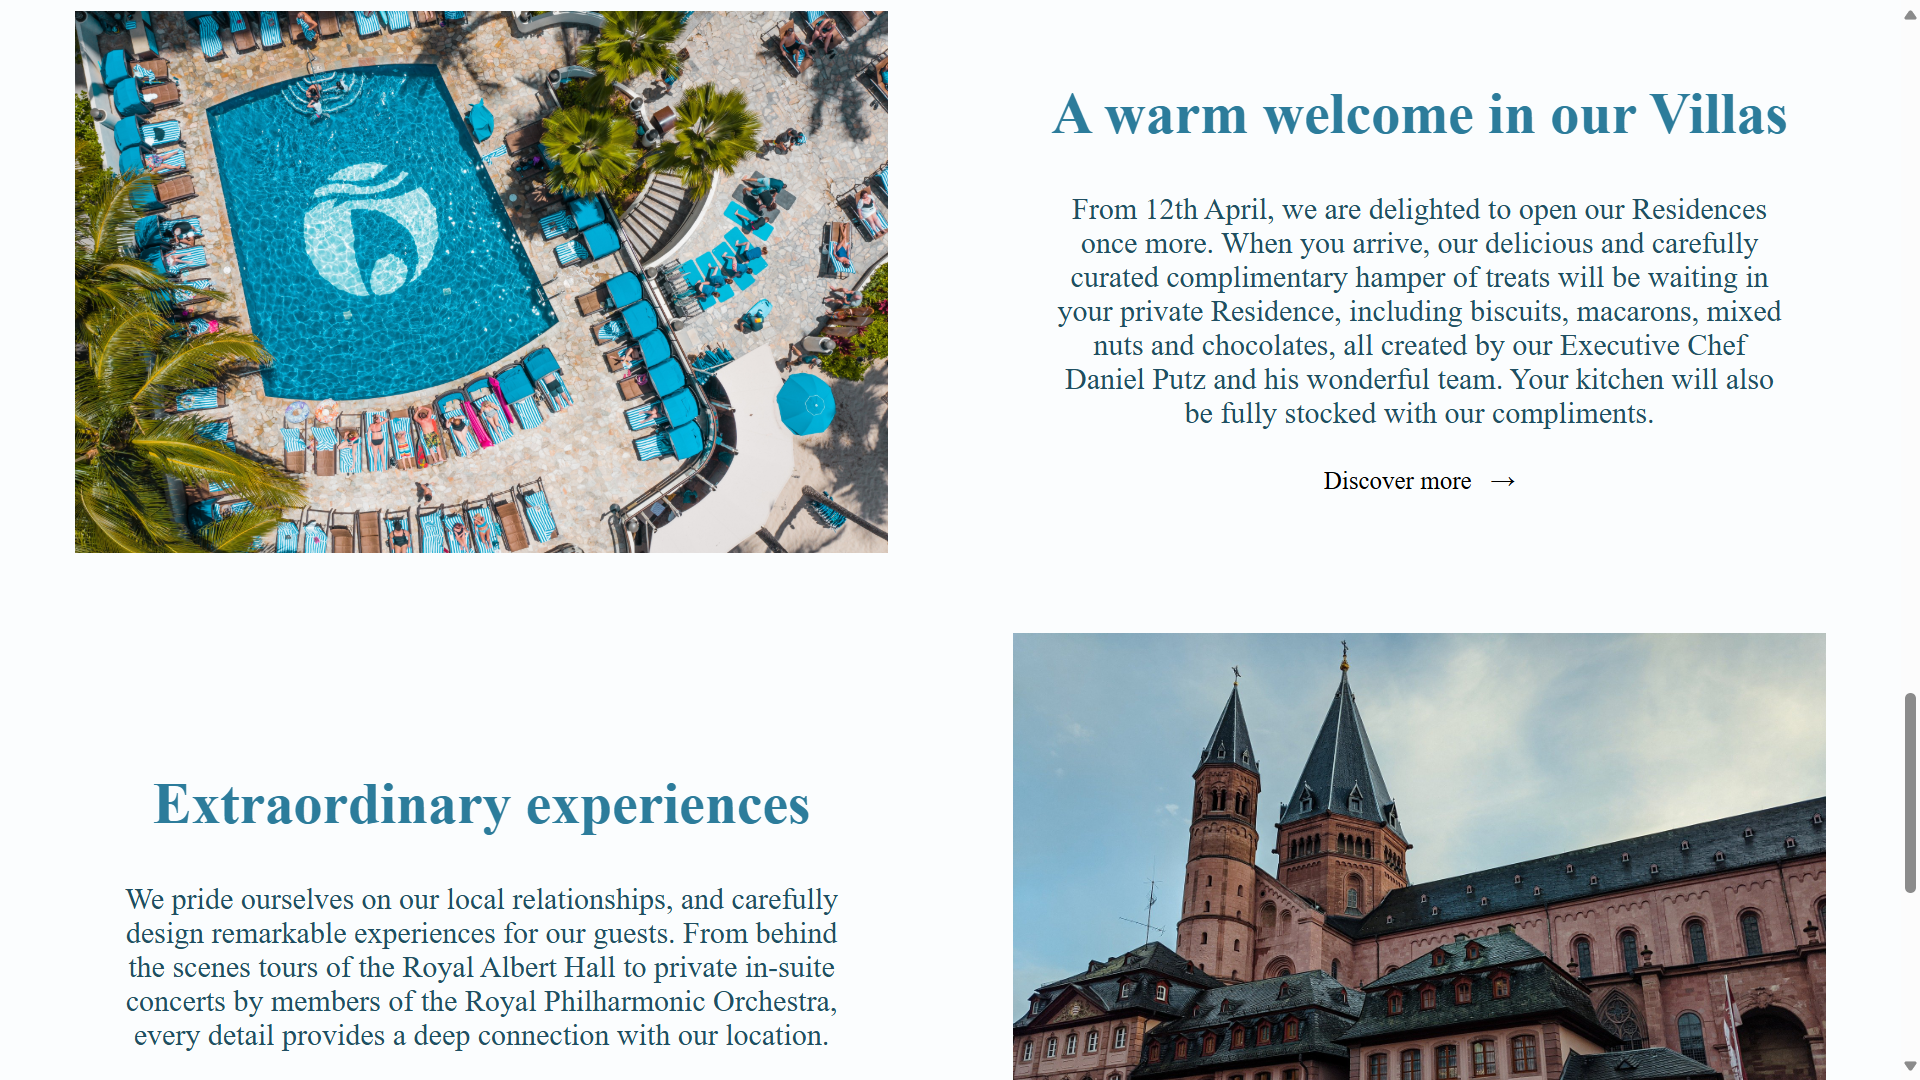 A warm welcome in our Villas
From 12th April, we are delighted to open our Residences
once more. When you arrive, our delicious and carefully
curated complimentary hamper of treats will be waiting in
your private Residence, including biscuits, macarons, mixed
nuts and chocolates, all created by our Executive Chef
Daniel Putz and his wonderful team. Your kitchen will also
be fully stocked with our compliments.
Discover more →
Extraordinary experiences
We pride ourselves on our local relationships, and carefully
design remarkable experiences for our guests. From behind
the scenes tours of the Royal Albert Hall to private in-suite
concerts by members of the Royal Philharmonic Orchestra,
every detail provides a deep connection with our location.